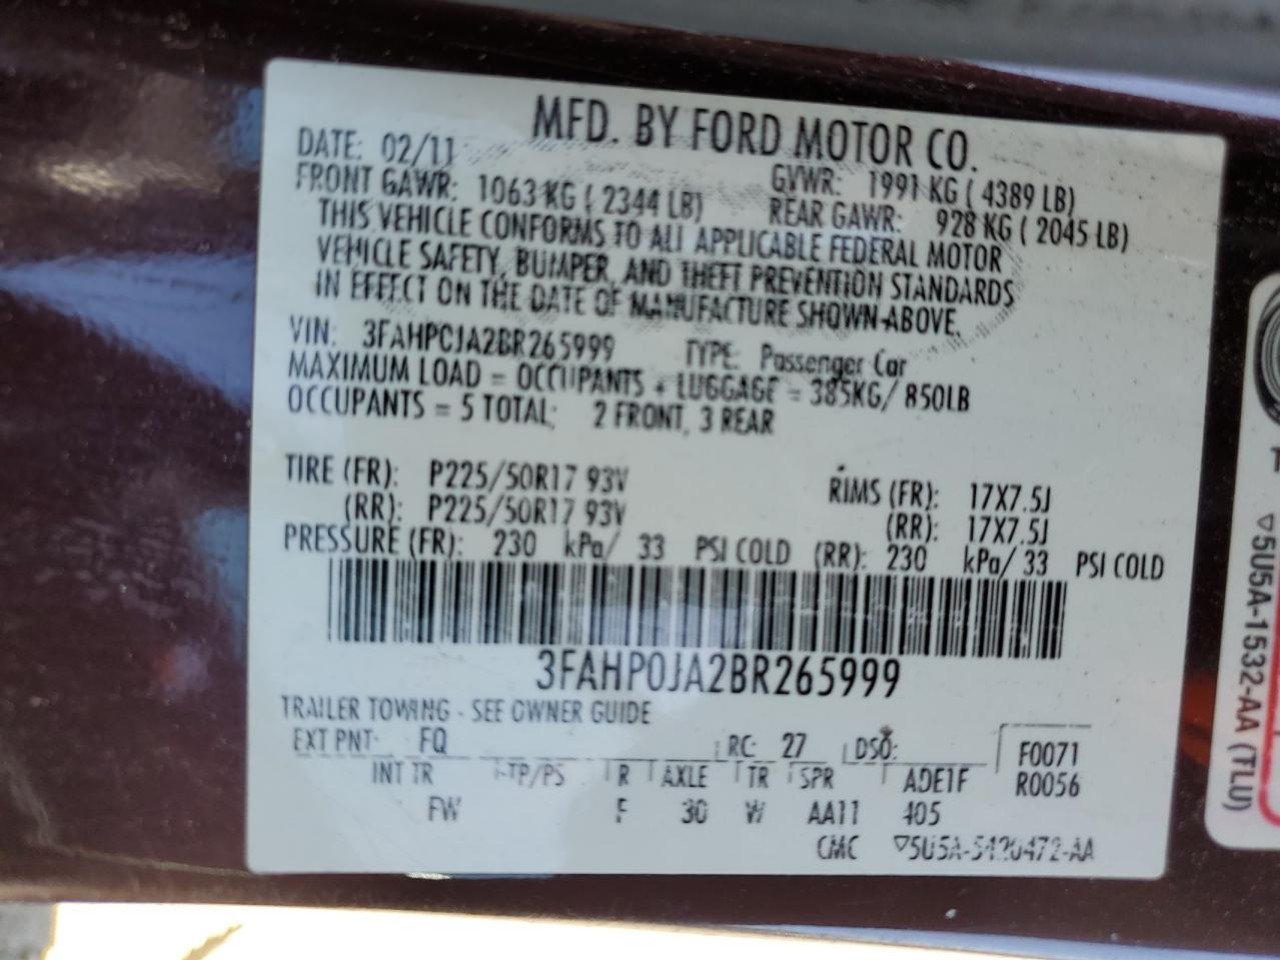 MFD. BY FORD MOTOR CO.
DATE: 02/11 GVWR: 1991 KG ( 4389 LB)
FRONT GAWR: 1063 KG ( 2344 LB) REAR GAWR: 928 KG ( 2045 LB)
THIS VEHICLE CONFORMS TO ALL APPLICABLE FEDERAL MOTOR
VEHICLE SAFETY, BUMPER, AND THEFT PREVENTION STANDARDS
IN EFFECT ON THE DATE OF MANUFACTURE SHOWN ABOVE.
VIN: 3FAHP0JA2BR265999 TYPE: Passenger Car
MAXIMUM LOAD = OCCUPANTS + LUGGAGE = 385KG/ 850LB
OCCUPANTS = 5 TOTAL; 2 FRONT, 3 REAR
TIRE (FR): P225/50R17 93V RIMS (FR): 17X7.5J
(RR): P225/50R17 93V (RR): 17X7.5J
PRESSURE (FR): 230 kPa/ 33 PSI COLD (RR): 230 kPa/ 33 PSI COLD
3FAHP0JA2BR265999
TRAILER TOWING - SEE OWNER GUIDE
EXT PNT: FQ RC: 27 DSO: F0071
INT TR TP/PS R AXLE TR SPR ADE1F R0056
FW F 30 W AA11 405
CMC ▽5U5A-5420472-AA
▽5U5A-1532-AA (TLU)